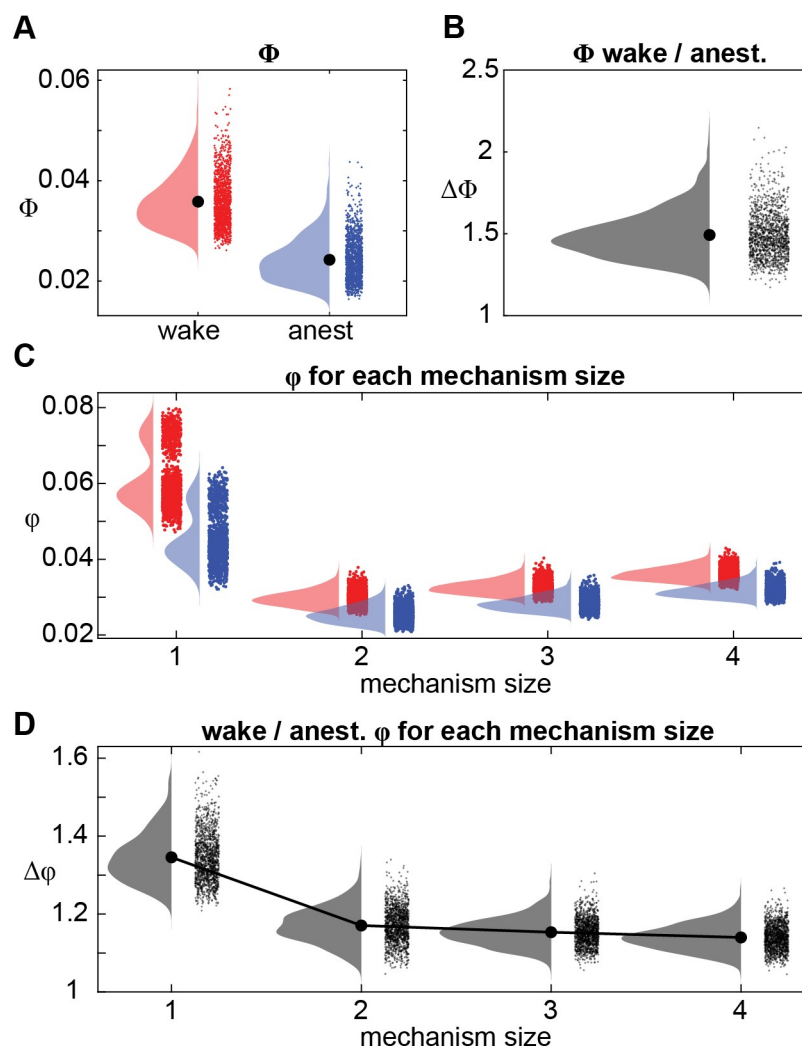 A
Φ
0.06
0.04
0.02
Φ
wake
anest
B
Φ wake / anest.
2.5
2
1.5
1
ΔΦ
C
φ for each mechanism size
0.08
0.06
0.04
0.02
φ
1
2
3
4
mechanism size
D
wake / anest. φ for each mechanism size
1.6
1.4
1.2
1
Δφ
1
2
3
4
mechanism size